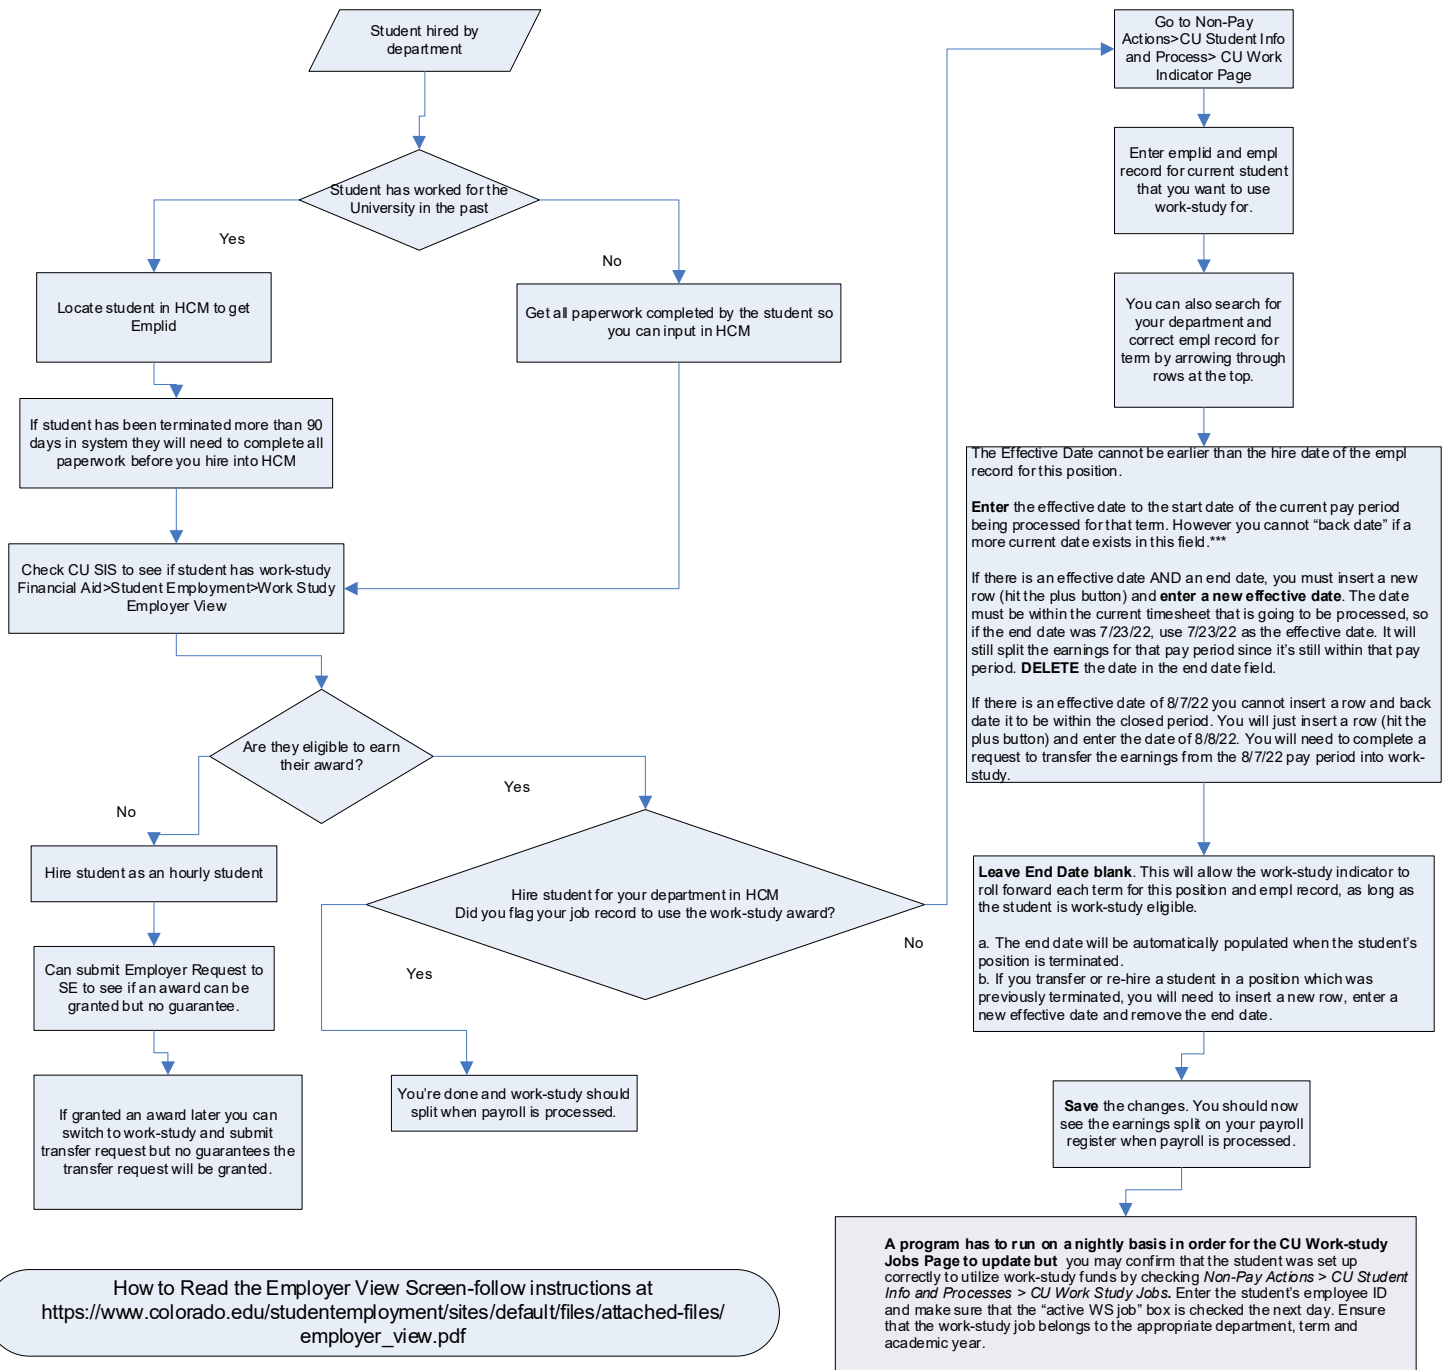 Student hired by
department
Student has worked for the
University in the past
Yes
No
Locate student in HCM to get
Emplid
Get all paperwork completed by the student so
you can input in HCM
If student has been terminated more than 90
days in system they will need to complete all
paperwork before you hire into HCM
Check CU SIS to see if student has work-study
Financial Aid>Student Employment>Work Study
Employer View
Are they eligible to earn
their award?
No
Yes
Hire student as an hourly student
Can submit Employer Request to
SE to see if an award can be
granted but no guarantee.
If granted an award later you can
switch to work-study and submit
transfer request but no guarantees the
transfer request will be granted.
Hire student for your department in HCM
Did you flag your job record to use the work-study award?
Yes
No
You're done and work-study should
split when payroll is processed.
Go to Non-Pay
Actions>CU Student Info
and Process> CU Work
Indicator Page
Enter emplid and empl
record for current student
that you want to use
work-study for.
You can also search for
your department and
correct empl record for
term by arrowing through
rows at the top.
The Effective Date cannot be earlier than the hire date of the empl
record for this position.
Enter the effective date to the start date of the current pay period
being processed for that term. However you cannot “back date” if a
more current date exists in this field.***
If there is an effective date AND an end date, you must insert a new
row (hit the plus button) and enter a new effective date. The date
must be within the current timesheet that is going to be processed, so
if the end date was 7/23/22, use 7/23/22 as the effective date. It will
still split the earnings for that pay period since it's still within that pay
period. DELETE the date in the end date field.
If there is an effective date of 8/7/22 you cannot insert a row and back
date it to be within the closed period. You will just insert a row (hit the
plus button) and enter the date of 8/8/22. You will need to complete a
request to transfer the earnings from the 8/7/22 pay period into work-
study.
Leave End Date blank. This will allow the work-study indicator to
roll forward each term for this position and empl record, as long as
the student is work-study eligible.
a. The end date will be automatically populated when the student's
position is terminated.
b. If you transfer or re-hire a student in a position which was
previously terminated, you will need to insert a new row, enter a
new effective date and remove the end date.
Save the changes. You should now
see the earnings split on your payroll
register when payroll is processed.
A program has to run on a nightly basis in order for the CU Work-study
Jobs Page to update but you may confirm that the student was set up
correctly to utilize work-study funds by checking Non-Pay Actions > CU Student
Info and Processes > CU Work Study Jobs. Enter the student's employee ID
and make sure that the “active WS job” box is checked the next day. Ensure
that the work-study job belongs to the appropriate department, term and
academic year.
How to Read the Employer View Screen-follow instructions at
https://www.colorado.edu/studentemployment/sites/default/files/attached-files/
employer_view.pdf